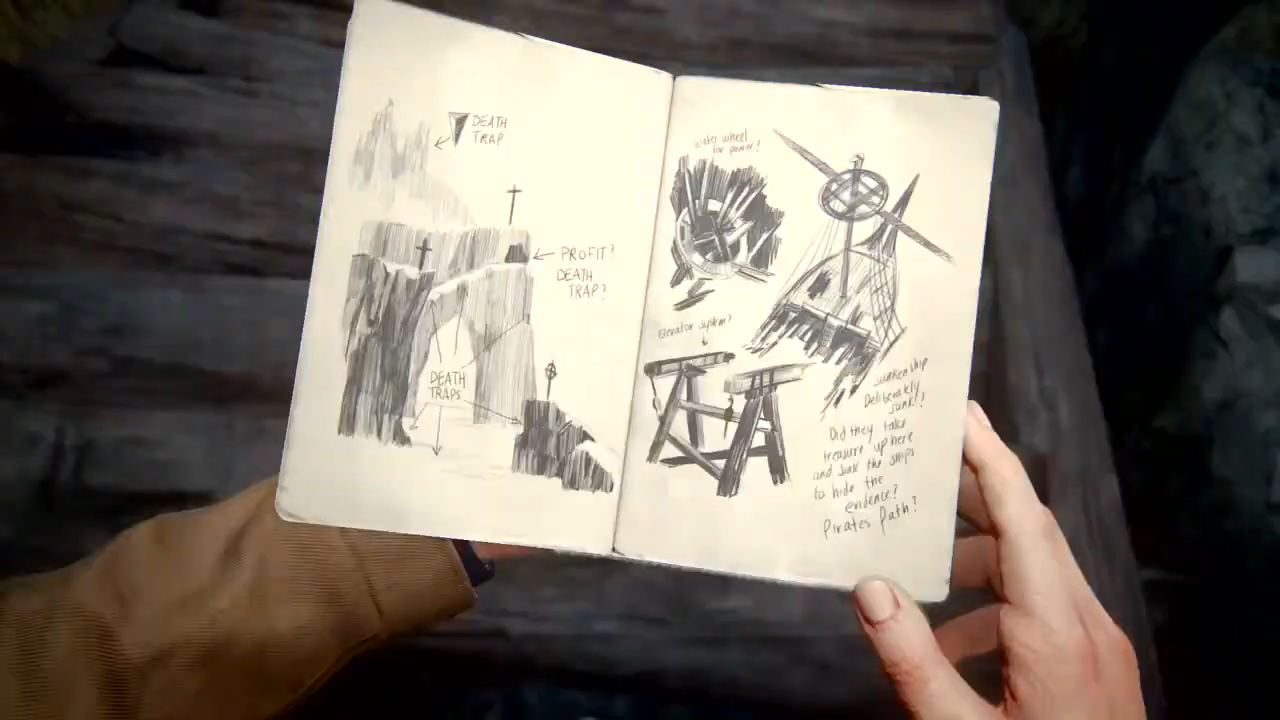 DEATH
TRAP
PROFIT?
DEATH
TRAP?
DEATH
TRAPS
Water wheel
for power?
Elevator system?
Sunken ship
Deliberately
sunk?
Did they take
treasure up here
and sunk the ships
to hide the
evidence?
Pirates Path?